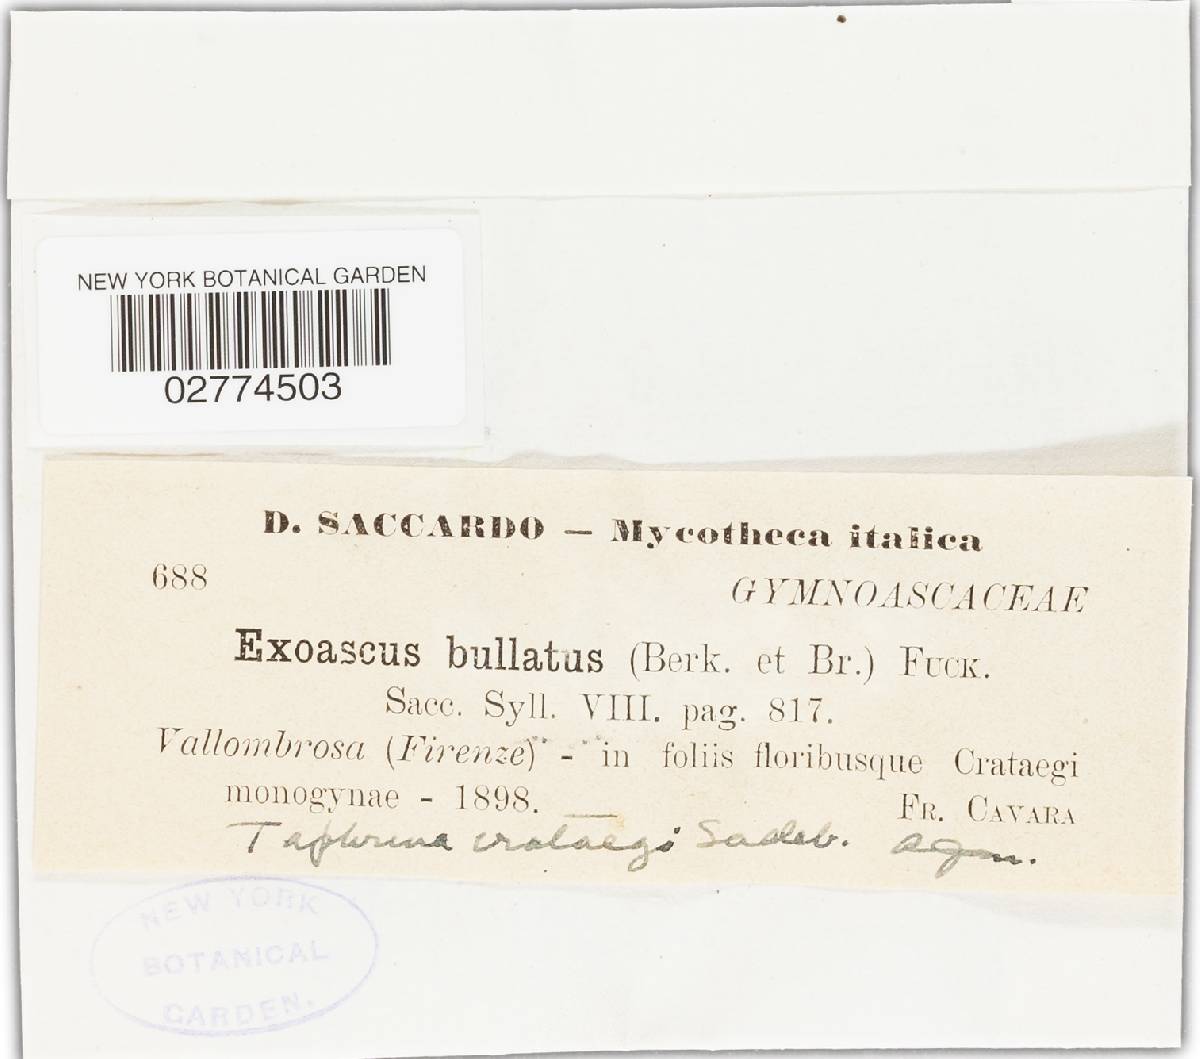 NEW YORK BOTANICAL GARDEN
02774503
D. SACCARDO — Mycotheca italica
688
GYMNOASCACEAE
Exoascus bullatus (Berk. et Br.) Fuck.
Sacc. Syll. VIII. pag. 817.
Vallombrosa (Firenze) - in foliis floribusque Crataegi
monogynae - 1898. Fr. Cavara
Taphrina crataegi Sadeb.
NEW YORK
BOTANICAL
GARDEN.